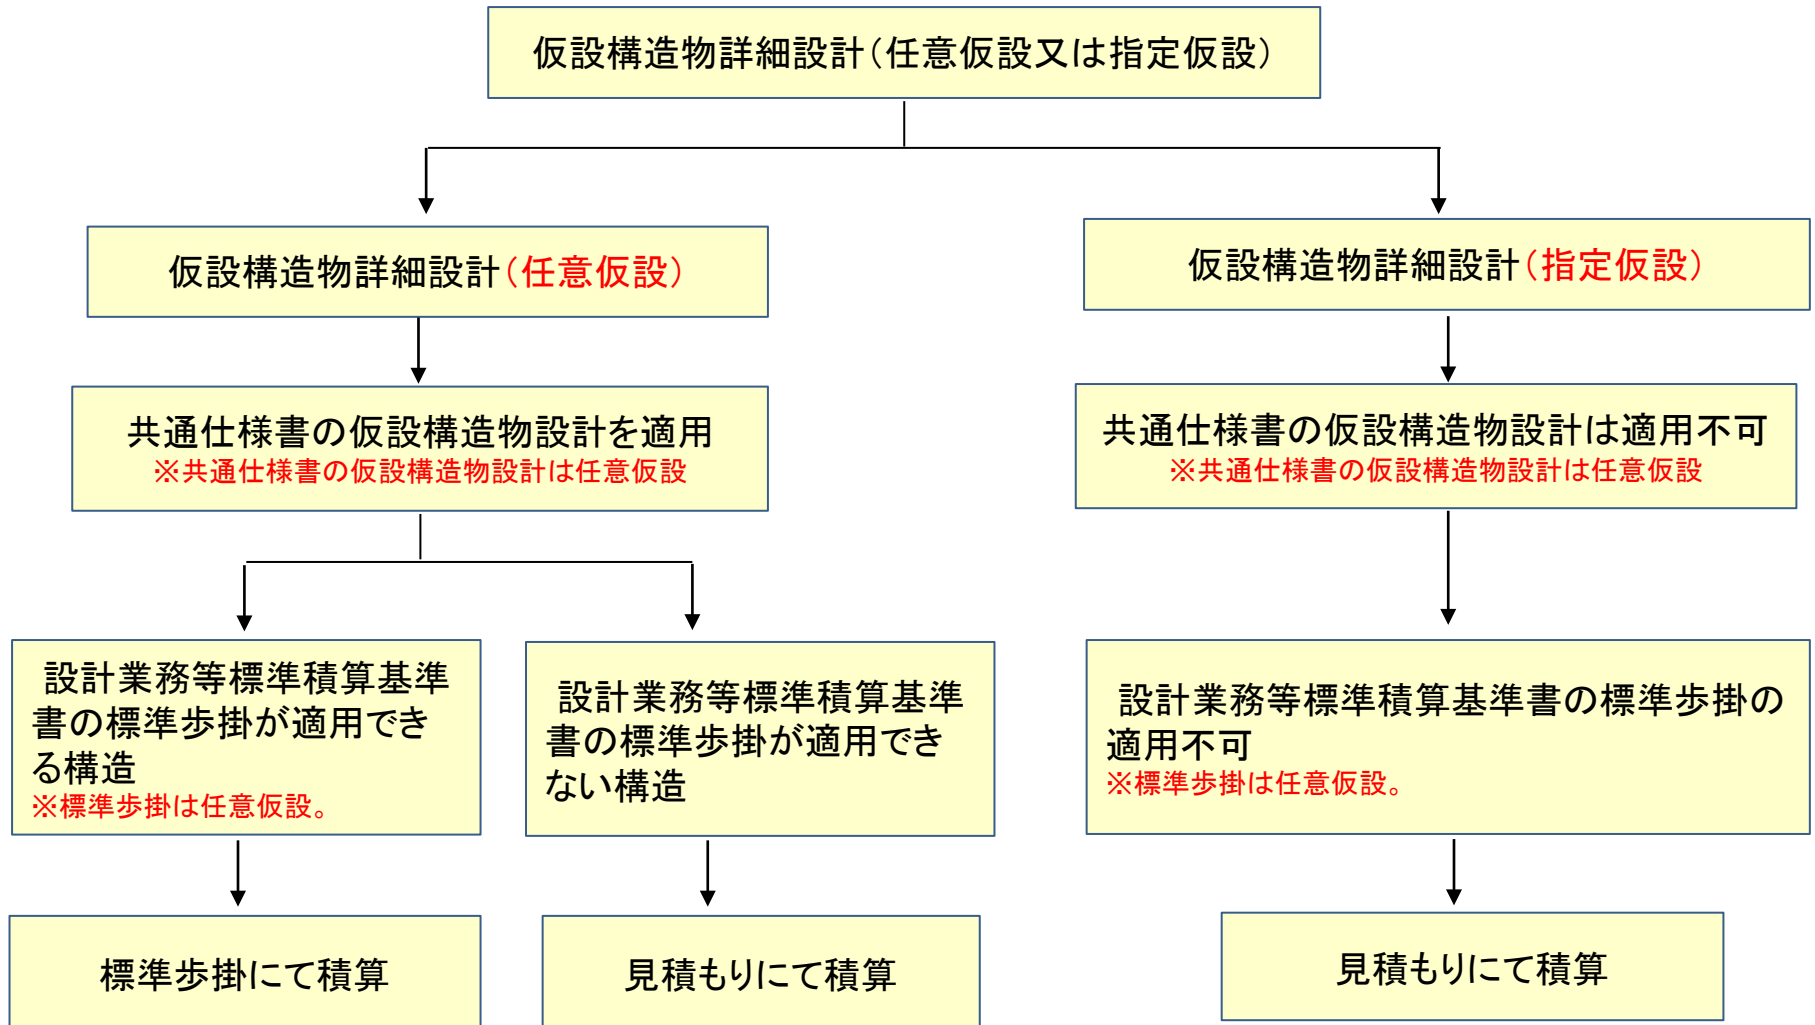 仮設構造物詳細設計（任意仮設又は指定仮設）
仮設構造物詳細設計（任意仮設）
仮設構造物詳細設計（指定仮設）
共通仕様書の仮設構造物設計を適用
※共通仕様書の仮設構造物設計は任意仮設
共通仕様書の仮設構造物設計は適用不可
※共通仕様書の仮設構造物設計は任意仮設
設計業務等標準積算基準
書の標準歩掛が適用でき
る構造
※標準歩掛は任意仮設。
設計業務等標準積算基準
書の標準歩掛が適用でき
ない構造
設計業務等標準積算基準書の標準歩掛の
適用不可
※標準歩掛は任意仮設。
標準歩掛にて積算
見積もりにて積算
見積もりにて積算